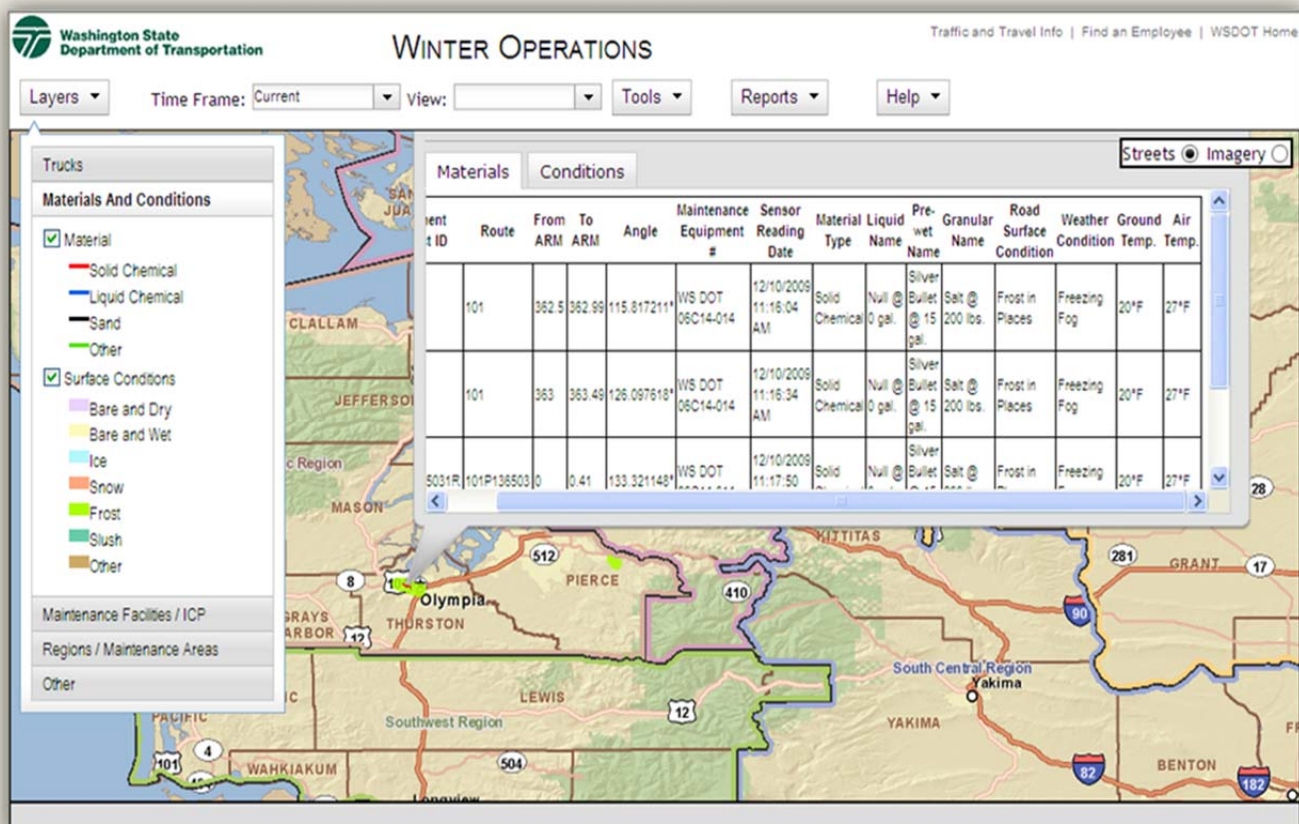 Washington State
Department of Transportation
WINTER OPERATIONS
Traffic and Travel Info | Find an Employee | WSDOT Home
Layers
Time Frame: Current
View:
Tools
Reports
Help
Streets Imagery
Trucks
Materials And Conditions
Material
Solid Chemical
Liquid Chemical
Sand
Other
Surface Conditions
Bare and Dry
Bare and Wet
Ice
Snow
Frost
Slush
Other
Maintenance Facilities / ICP
Regions / Maintenance Areas
Other
Materials Conditions
ent
t ID
Route
From
ARM
To
ARM
Angle
Maintenance
Equipment
#
Sensor
Reading
Date
Material
Type
Liquid
Name
Pre-
wet
Name
Granular
Name
Road
Surface
Condition
Weather
Condition
Ground
Temp.
Air
Temp.
101
362.5
362.99
115.817211°
WS DOT
06C14-014
12/10/2009
11:16:04
AM
Solid
Chemical
Null @
0 gal.
Silver
Bullet
@ 15
gal.
Salt @
200 lbs.
Frost in
Places
Freezing
Fog
20°F
27°F
101
363
363.49
126.097618°
WS DOT
06C14-014
12/10/2009
11:16:34
AM
Solid
Chemical
Null @
0 gal.
Silver
Bullet
@ 15
gal.
Salt @
200 lbs.
Frost in
Places
Freezing
Fog
20°F
27°F
5031R
101P136503
0
0.41
133.321148°
WS DOT
12/10/2009
11:17:50
Solid
Null @
Silver
Bullet
Salt @
Frost in
Freezing
20°F
27°F
SAN
JUA
CLALLAM
JEFFERSO
c Region
MASON
KITTITAS
28
512
281
GRANT
17
8
PIERCE
410
Olympia
90
GRAYS
ARBOR
12
THURSTON
South Central Region
Yakima
LEWIS
12
PACIFIC
Southwest Region
YAKIMA
101
4
WAHKIAKUM
504
82
BENTON
182
Longview